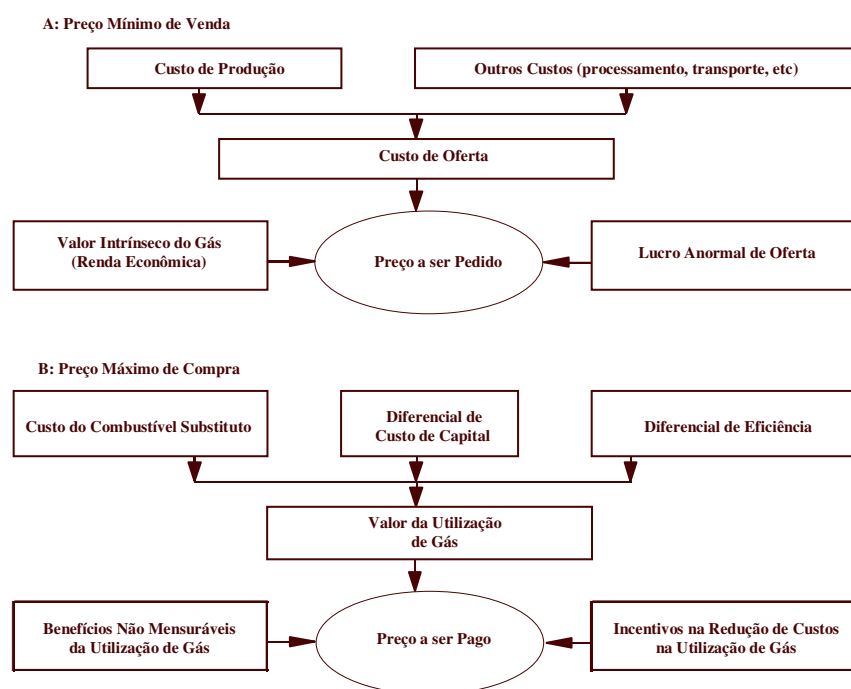 A: Preço Mínimo de Venda
Custo de Produção
Outros Custos (processamento, transporte, etc)
Custo de Oferta
Valor Intrínseco do Gás
(Renda Econômica)
Preço a ser Pedido
Lucro Anormal de Oferta
B: Preço Máximo de Compra
Custo do Combustível Substituto
Diferencial de
Custo de Capital
Diferencial de Eficiência
Valor da Utilização
de Gás
Benefícios Não Mensuráveis
da Utilização de Gás
Preço a ser Pago
Incentivos na Redução de Custos
na Utilização de Gás